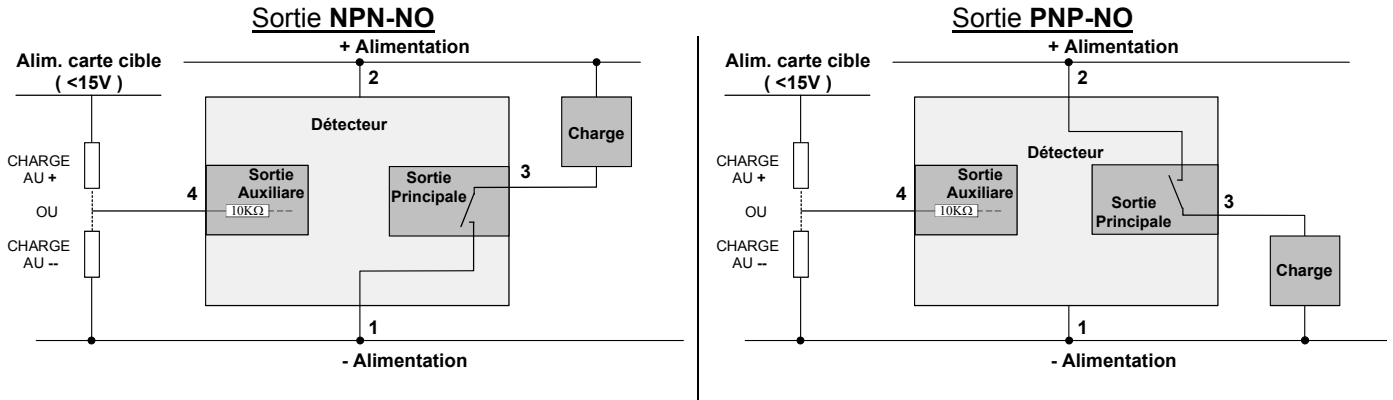 Sortie NPN-NO
+ Alimentation
Alim. carte cible
( <15V )
2
Détecteur
Charge
CHARGE
AU +
OU
CHARGE
AU --
4
Sortie
Auxiliare
10KΩ
Sortie
Principale
3
1
- Alimentation
Sortie PNP-NO
+ Alimentation
Alim. carte cible
( <15V )
2
Détecteur
CHARGE
AU +
OU
CHARGE
AU --
4
Sortie
Auxiliare
10KΩ
Sortie
Principale
3
Charge
1
- Alimentation